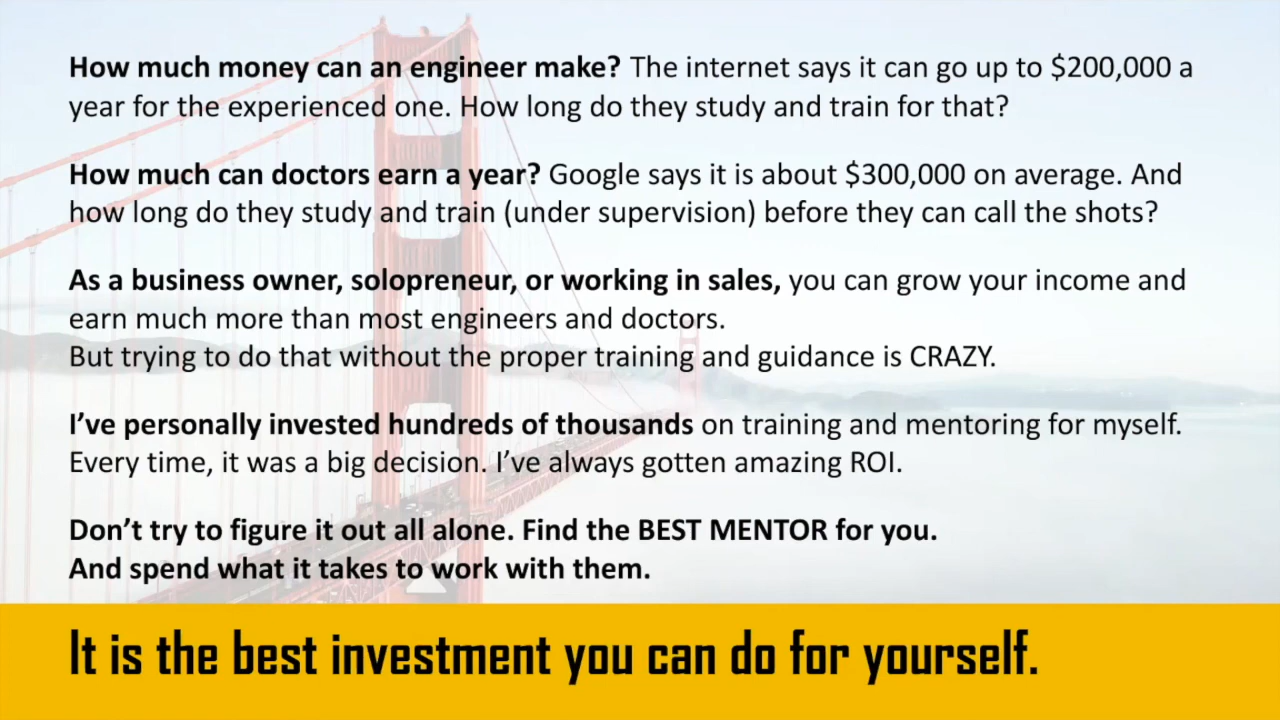 How much money can an engineer make? The internet says it can go up to $200,000 a
year for the experienced one. How long do they study and train for that?
How much can doctors earn a year? Google says it is about $300,000 on average. And
how long do they study and train (under supervision) before they can call the shots?
As a business owner, solopreneur, or working in sales, you can grow your income and
earn much more than most engineers and doctors.
But trying to do that without the proper training and guidance is CRAZY.
I’ve personally invested hundreds of thousands on training and mentoring for myself.
Every time, it was a big decision. I’ve always gotten amazing ROI.
Don’t try to figure it out all alone. Find the BEST MENTOR for you.
And spend what it takes to work with them.
It is the best investment you can do for yourself.